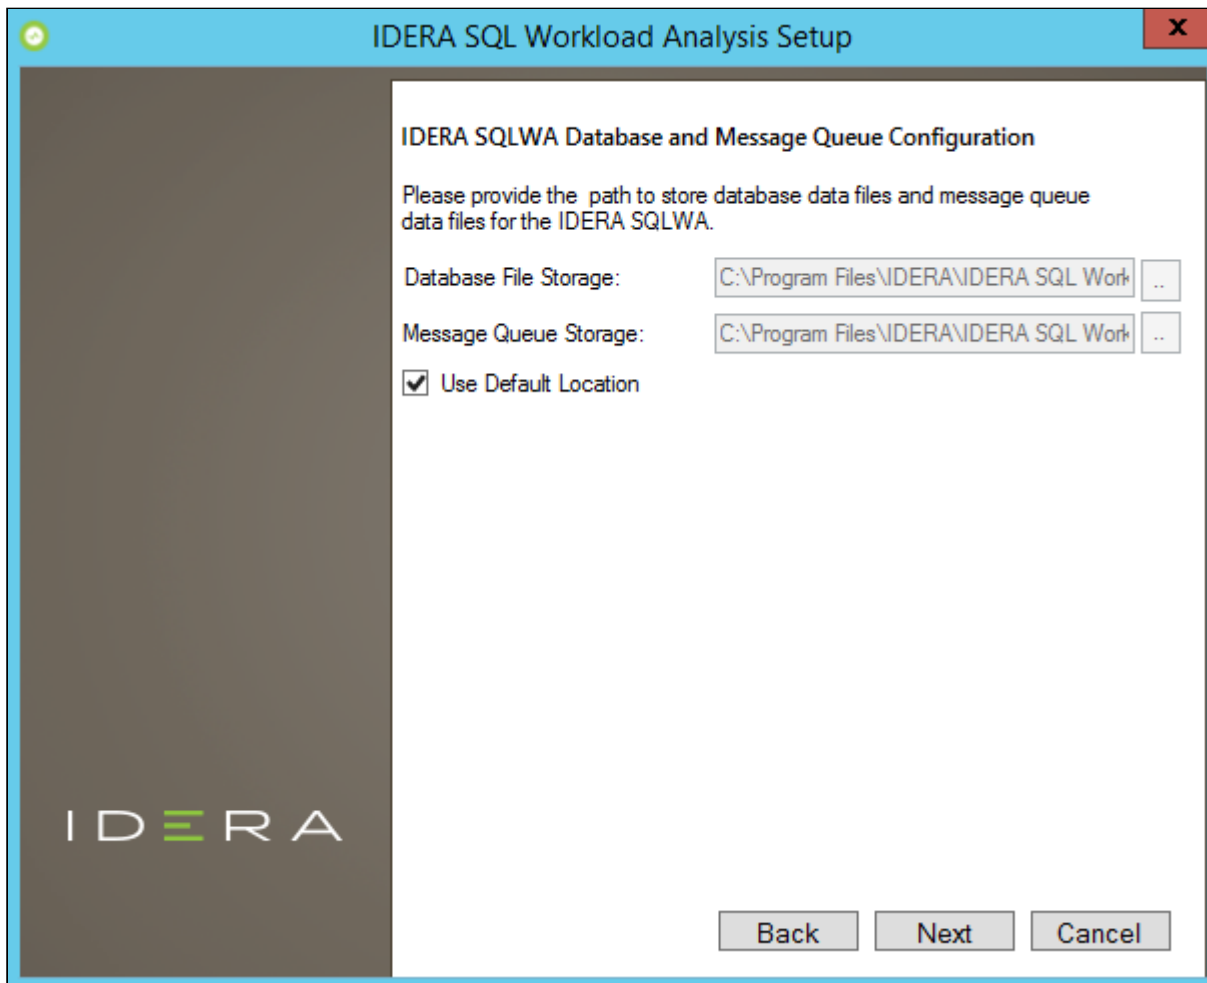 IDERA SQL Workload Analysis Setup
X
IDERA SQLWA Database and Message Queue Configuration
Please provide the  path to store database data files and message queue
data files for the IDERA SQLWA.
Database File Storage: C:\Program Files\IDERA\IDERA SQL Work ..
Message Queue Storage: C:\Program Files\IDERA\IDERA SQL Work ..
Use Default Location
IDERA
Back Next Cancel